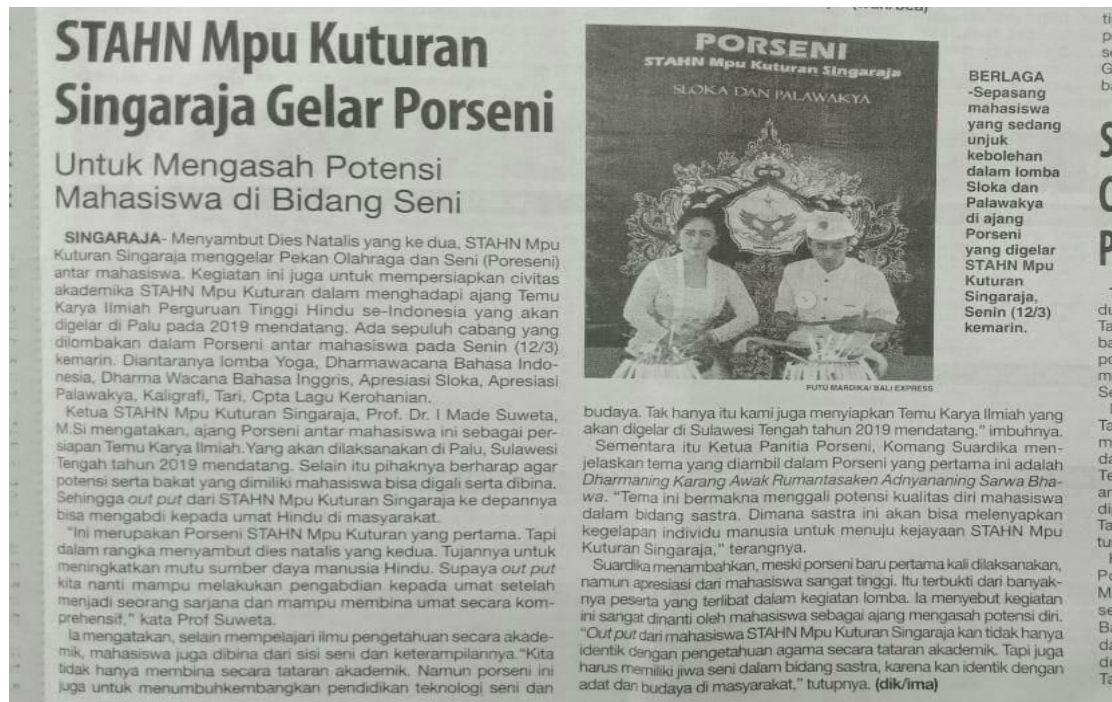 STAHN Mpu Kuturan
Singaraja Gelar Porseni
Untuk Mengasah Potensi
Mahasiswa di Bidang Seni
SINGARAJA- Menyambut Dies Natalis yang ke dua, STAHN Mpu
Kuturan Singaraja menggelar Pekan Olahraga dan Seni (Poreseni)
antar mahasiswa. Kegiatan ini juga untuk mempersiapkan civitas
akademika STAHN Mpu Kuturan dalam menghadapi ajang Temu
Karya Ilmiah Perguruan Tinggi Hindu se-Indonesia yang akan
digelar di Palu pada 2019 mendatang. Ada sepuluh cabang yang
dilombakan dalam Porseni antar mahasiswa pada Senin (12/3)
kemarin. Diantaranya lomba Yoga, Dharmawacana Bahasa Indo-
nesia, Dharma Wacana Bahasa Inggris, Apresiasi Sloka, Apresiasi
Palawakya, Kaligrafi, Tari, Cpta Lagu Kerohanian.
Ketua STAHN Mpu Kuturan Singaraja, Prof. Dr. I Made Suweta,
M.Si mengatakan, ajang Porseni antar mahasiswa ini sebagai per-
siapan Temu Karya Ilmiah.Yang akan dilaksanakan di Palu, Sulawesi
Tengah tahun 2019 mendatang. Selain itu pihaknya berharap agar
potensi serta bakat yang dimiliki mahasiswa bisa digali serta dibina.
Sehingga out put dari STAHN Mpu Kuturan Singaraja ke depannya
bisa mengabdi kepada umat Hindu di masyarakat.
"Ini merupakan Porseni STAHN Mpu Kuturan yang pertama. Tapi
dalam rangka menyambut dies natalis yang kedua. Tujannya untuk
meningkatkan mutu sumber daya manusia Hindu. Supaya out put
kita nanti mampu melakukan pengabdian kepada umat setelah
menjadi seorang sarjana dan mampu membina umat secara kom-
prehensif," kata Prof Suweta.
Ia mengatakan, selain mempelajari ilmu pengetahuan secara akade-
mik, mahasiswa juga dibina dari sisi seni dan keterampilannya."Kita
tidak hanya membina secara tataran akademik. Namun porseni ini
juga untuk menumbuhkembangkan pendidikan teknologi seni dan
PORSENI
STAHN Mpu Kuturan Singaraja
SLOKA DAN PALAWAKYA
PUTU MARDIKA/ BALI EXPRESS
BERLAGA
-Sepasang
mahasiswa
yang sedang
unjuk
kebolehan
dalam lomba
Sloka dan
Palawakya
di ajang
Porseni
yang digelar
STAHN Mpu
Kuturan
Singaraja,
Senin (12/3)
kemarin.
budaya. Tak hanya itu kami juga menyiapkan Temu Karya Ilmiah yang
akan digelar di Sulawesi Tengah tahun 2019 mendatang." imbuhnya.
Sementara itu Ketua Panitia Porseni, Komang Suardika men-
jelaskan tema yang diambil dalam Porseni yang pertama ini adalah
Dharmaning Karang Awak Rumantasaken Adnyananing Sarwa Bha-
wa. "Tema ini bermakna menggali potensi kualitas diri mahasiswa
dalam bidang sastra. Dimana sastra ini akan bisa melenyapkan
kegelapan individu manusia untuk menuju kejayaan STAHN Mpu
Kuturan Singaraja," terangnya.
Suardika menambahkan, meski porseni baru pertama kali dilaksanakan,
namun apresiasi dari mahasiswa sangat tinggi. Itu terbukti dari banyak-
nya peserta yang terlibat dalam kegiatan lomba. Ia menyebut kegiatan
ini sangat dinanti oleh mahasiswa sebagai ajang mengasah potensi diri.
"Out put dari mahasiswa STAHN Mpu Kuturan Singaraja kan tidak hanya
identik dengan pengetahuan agama secara tataran akademik. Tapi juga
harus memiliki jiwa seni dalam bidang sastra, karena kan identik dengan
adat dan budaya di masyarakat," tutupnya. (dik/ima)